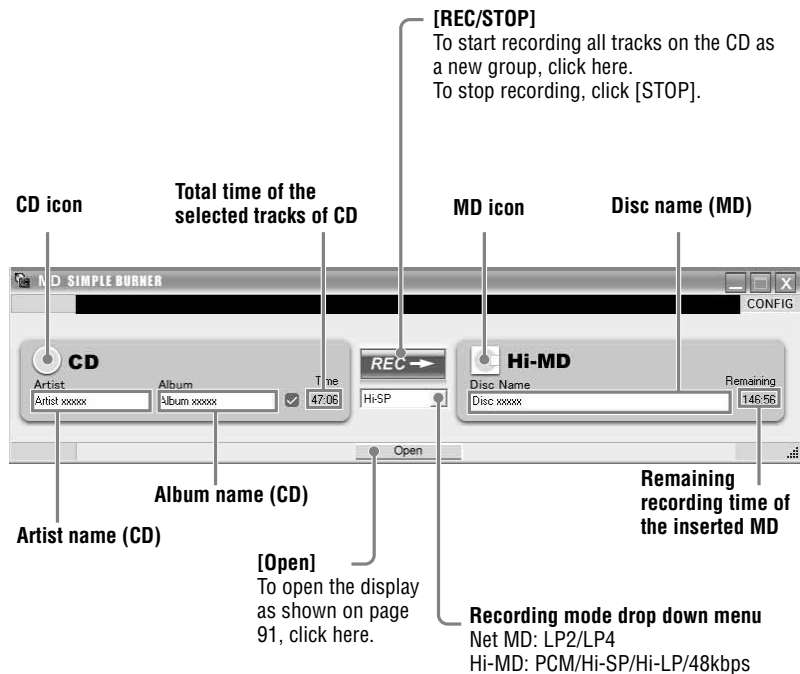 [REC/STOP]
To start recording all tracks on the CD as
a new group, click here.
To stop recording, click [STOP].
CD icon
Total time of the
selected tracks of CD
MD icon
Disc name (MD)
MD SIMPLE BURNER
CONFIG
CD
Artist
Album
Time
Artist xxxxx
Album xxxxx
47:06
REC
Hi-SP
Hi-MD
Disc Name
Remaining
Disc xxxxx
146:56
Open
Album name (CD)
Artist name (CD)
Remaining
recording time of
the inserted MD
[Open]
To open the display
as shown on page
91, click here.
Recording mode drop down menu
Net MD: LP2/LP4
Hi-MD: PCM/Hi-SP/Hi-LP/48kbps